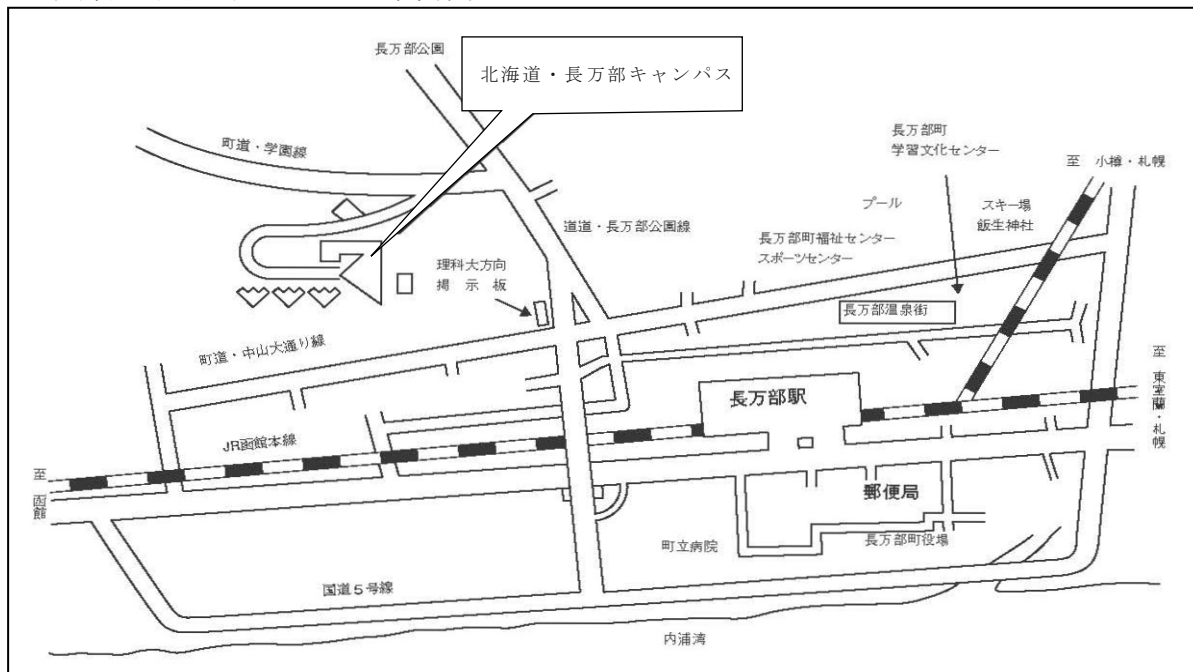 長万部公園
北海道・長万部キャンパス
町道・学園線
長万部町
学習文化センター
至 小樽・札幌
プール
スキー場
飯生神社
道道・長万部公園線
長万部町福祉センター
スポーツセンター
理科大方向
掲示板
長万部温泉街
町道・中山大通り線
至 東室蘭・札幌
長万部駅
JR函館本線
至 函館
郵便局
町立病院
長万部町役場
国道5号線
内浦湾